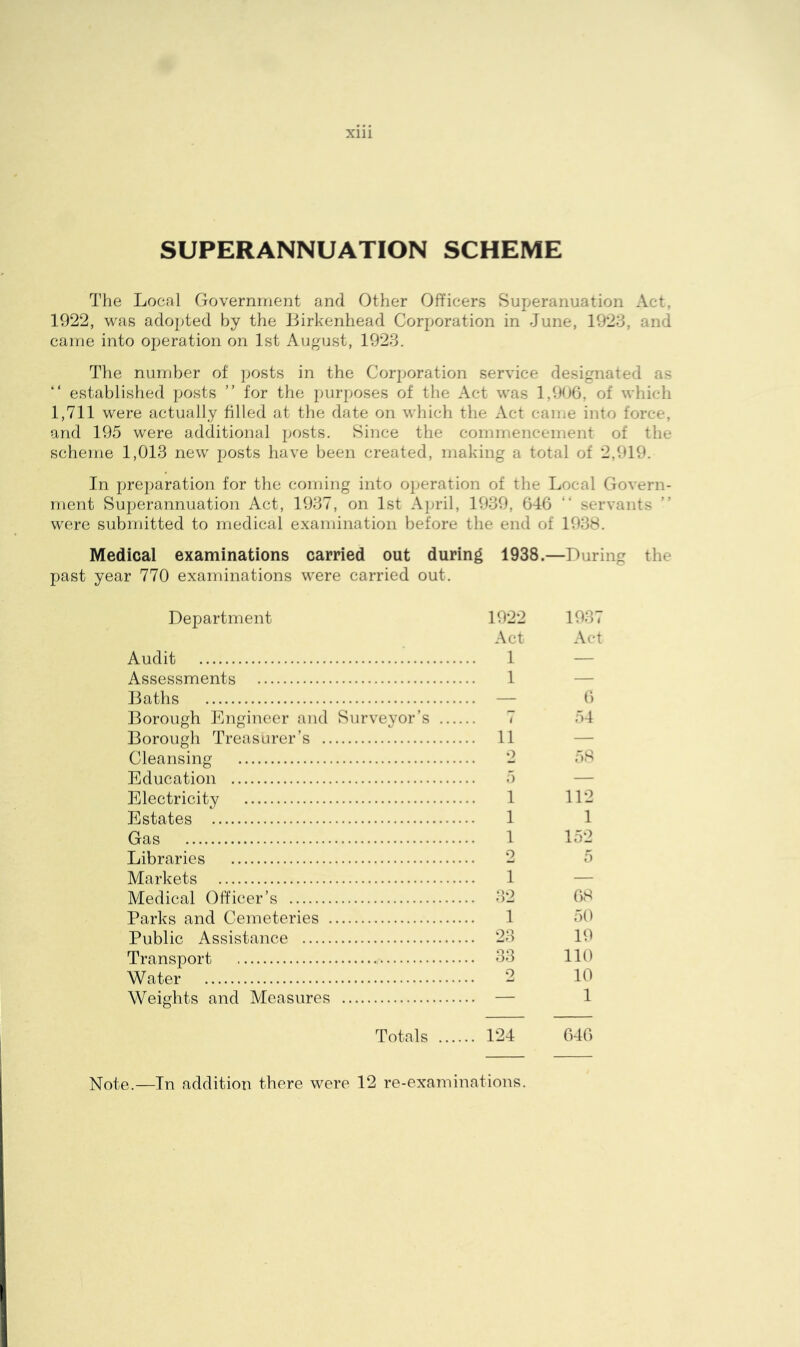 xiii
SUPERANNUATION SCHEME
The Local Government and Other Officers Superanuation Act,
1922, was adopted by the Birkenhead Corporation in June, 1923, and
came into operation on 1st August, 1923.
The number of posts in the Corporation service designated as
“ established posts ” for the purposes of the Act was 1,906, of which
1,711 were actually filled at the date on which the Act came into force,
and 195 were additional posts. Since the commencement of the
scheme 1,013 new posts have been created, making a total of 2,919.
In preparation for the coming into operation of the Local Govern-
ment Superannuation Act, 1937, on 1st April, 1939, 646 “ servants ”
were submitted to medical examination before the end of 1938.
Medical examinations carried out during 1938.—During the
past year 770 examinations were carried out.
Department 1922 1937
Act Act
Audit ..... 1 —
Assessments ..... 1 —
Baths ..... — 6
Borough Engineer and Surveyor's ...... 7 54
Borough Treasurer's ..... 11 —
Cleansing ..... 2 58
Education ..... 5 —
Electricity ..... 1 112
Estates ..... 1 1
Gas ..... 1 152
Libraries ..... 2 5
Markets ..... 1 —
Medical Officer's ..... 32 68
Parks and Cemeteries ..... 1 50
Public Assistance ..... 23 19
Transport ..... 33 110
Water ..... 2 10
Weights and Measures ..... — 1
Totals ...... 124 646
Note.—In addition there were 12 re-examinations.